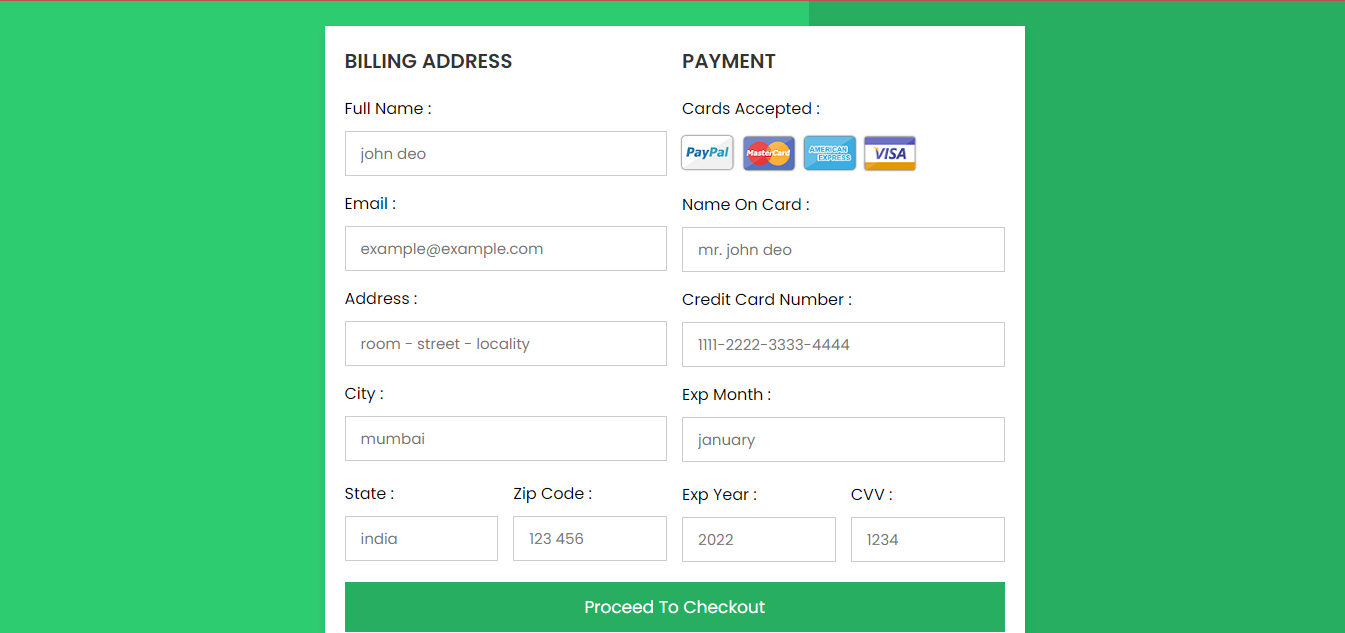 BILLING ADDRESS
Full Name :
john deo
Email :
example@example.com
Address :
room - street - locality
City :
mumbai
State :
Zip Code :
india
123 456
PAYMENT
Cards Accepted :
PayPal
MasterCard
AMERICAN
EXPRESS
VISA
Name On Card :
mr. john deo
Credit Card Number :
1111-2222-3333-4444
Exp Month :
january
Exp Year :
CVV :
2022
1234
Proceed To Checkout